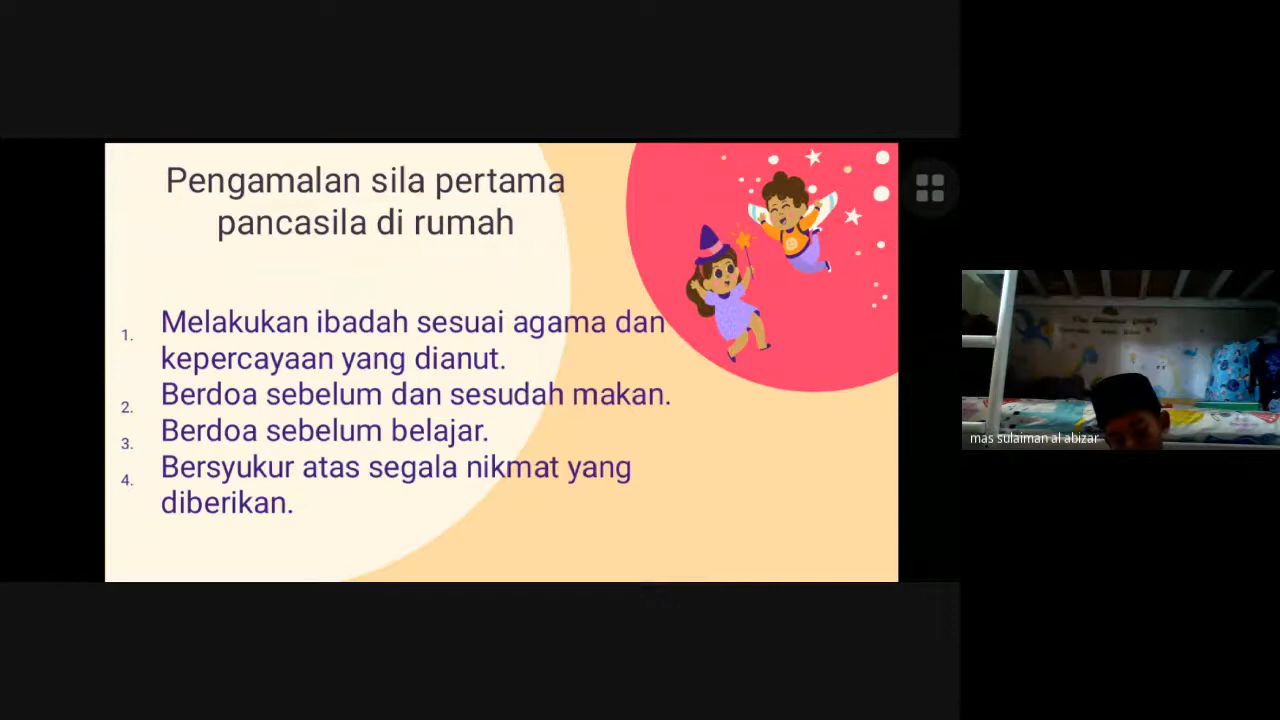 Pengamalan sila pertama
pancasila di rumah
1. Melakukan ibadah sesuai agama dan
kepercayaan yang dianut.
2. Berdoa sebelum dan sesudah makan.
3. Berdoa sebelum belajar.
4. Bersyukur atas segala nikmat yang
diberikan.
mas sulaiman al abizar